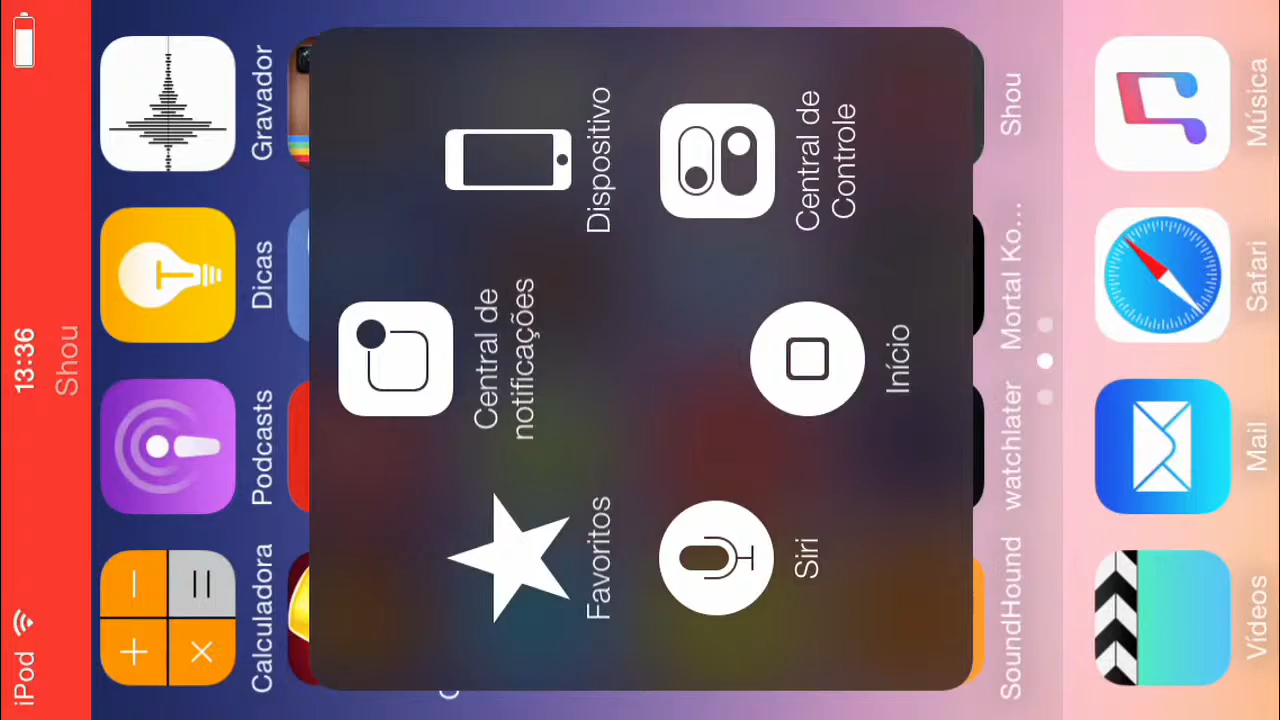 iPod
13:36
Shou
Calculadora
Podcasts
Dicas
Gravador
Central de
notificações
Favoritos
Dispositivo
Siri
Central de
Controle
Início
SoundHound
watchlater
Mortal Ko...
Shou
Vídeos
Mail
Safari
Música